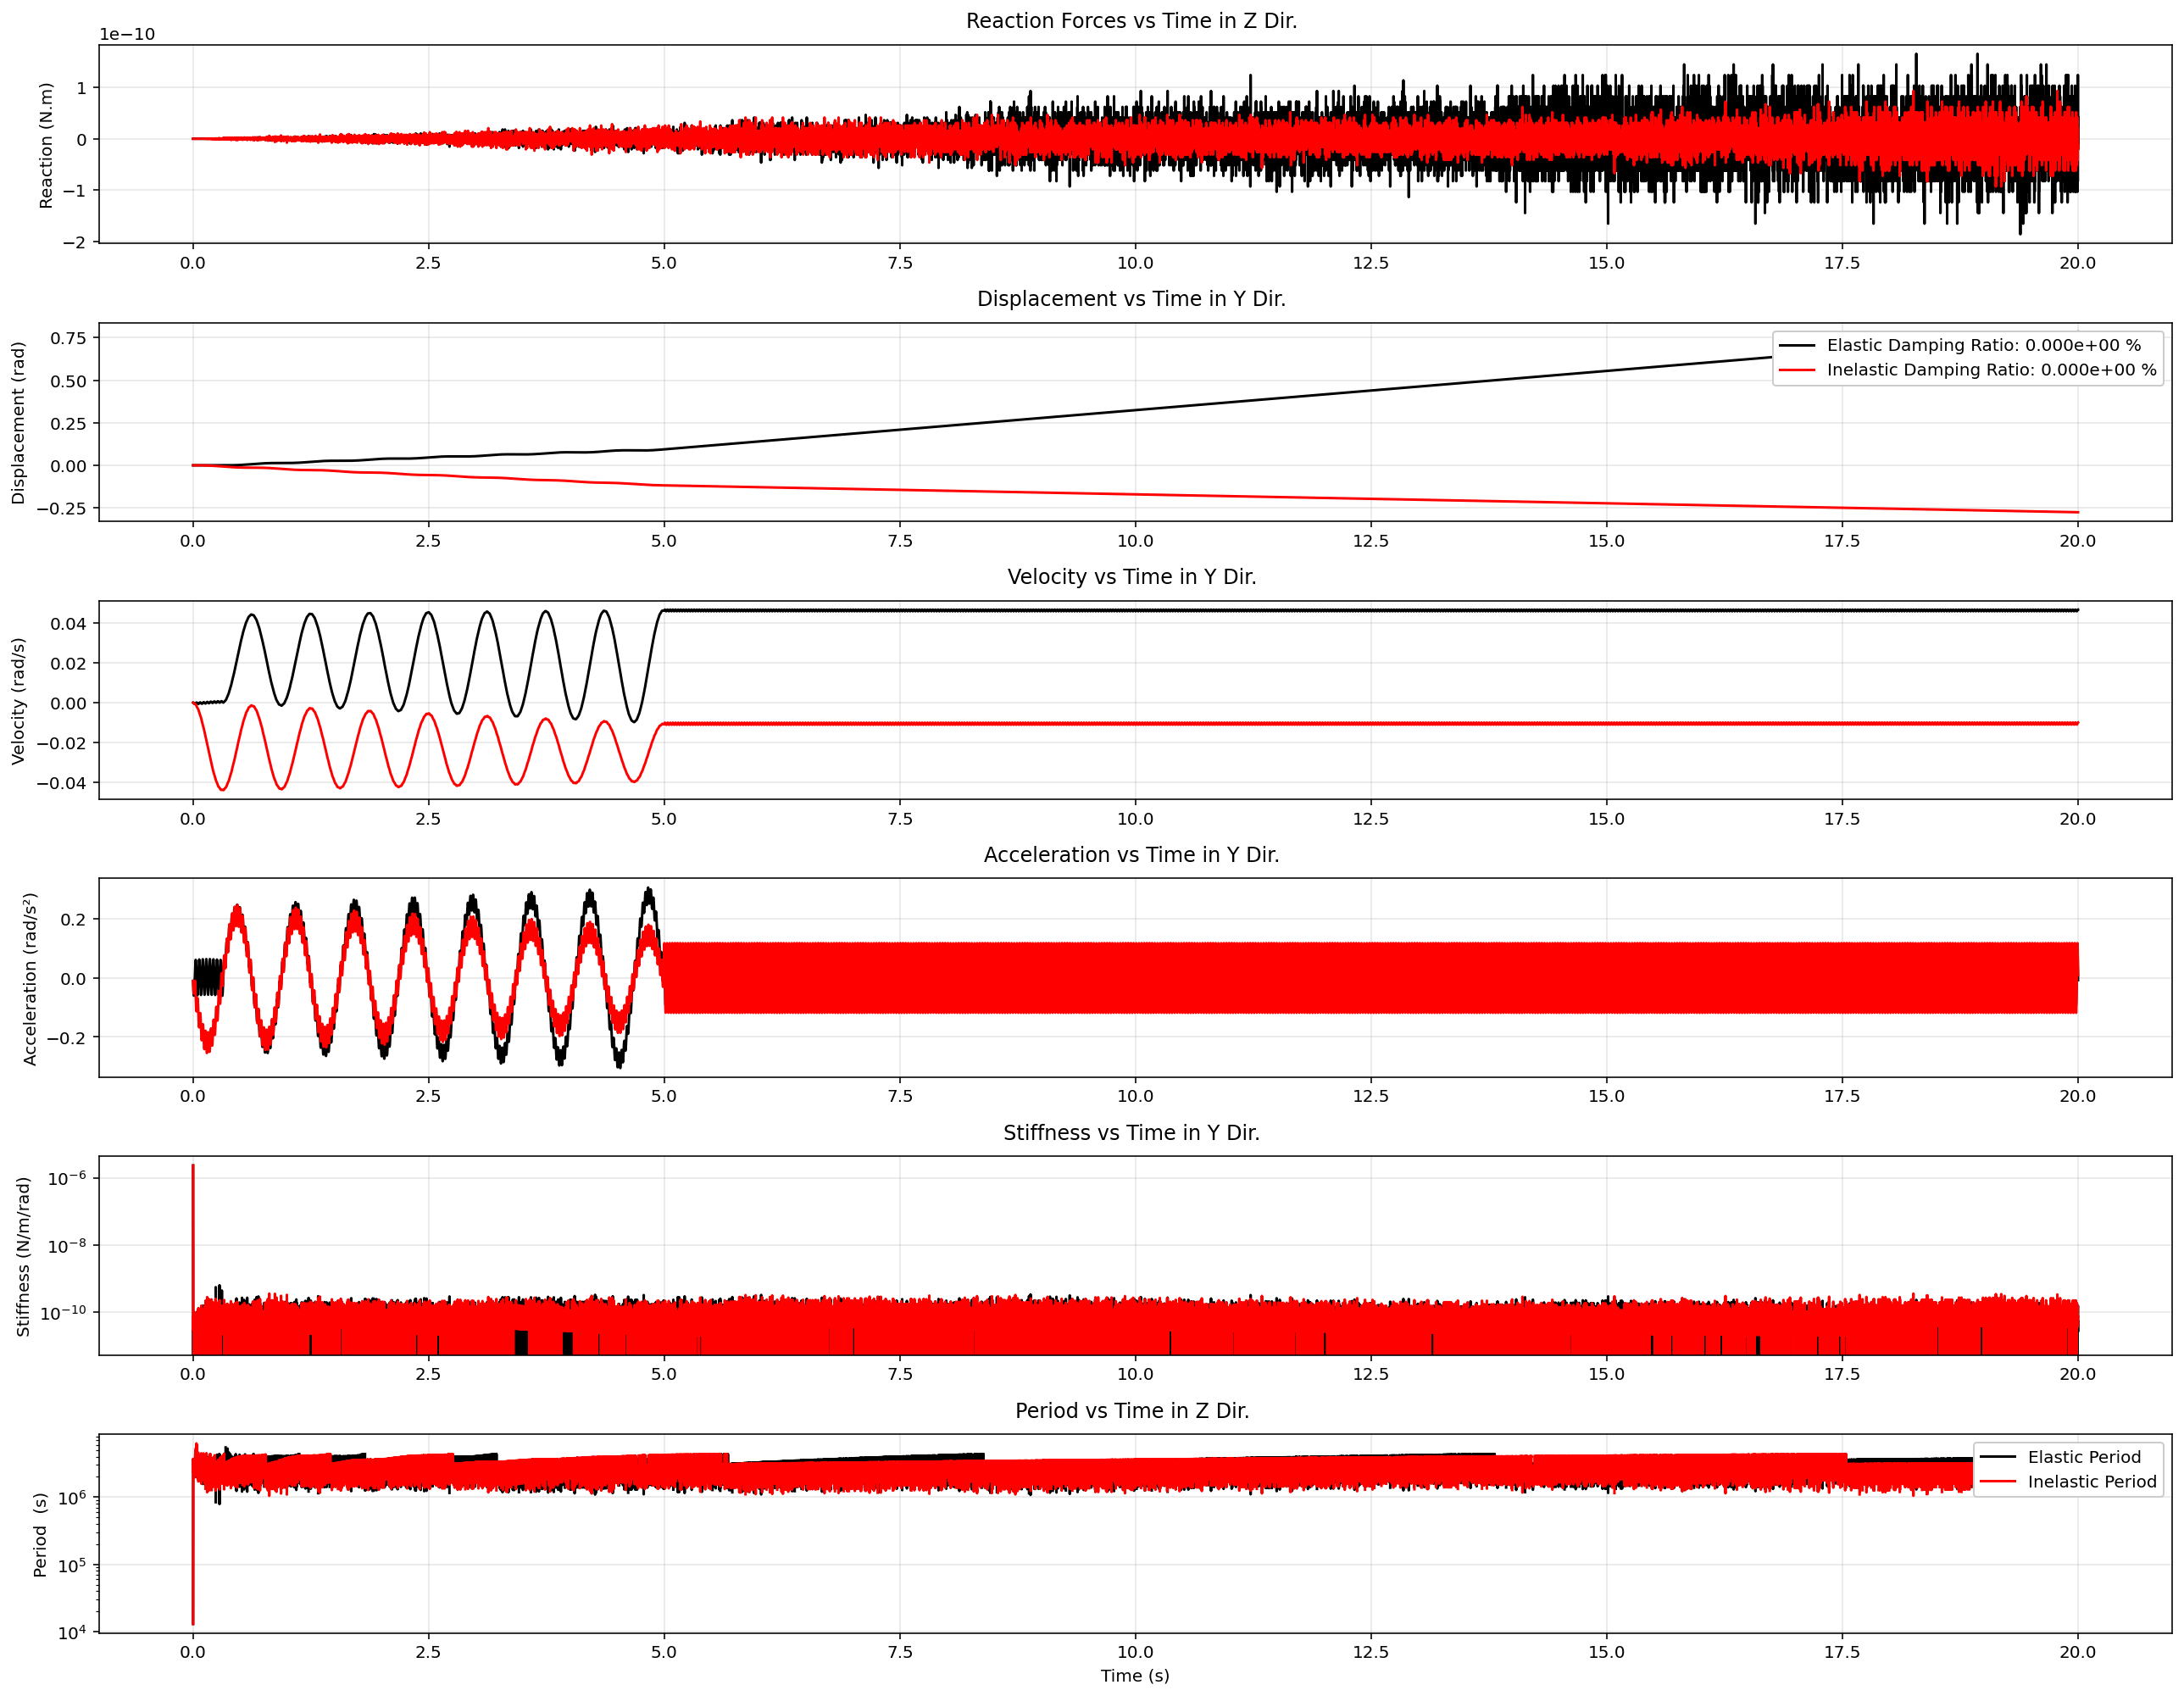 Reaction Forces vs Time in Z Dir.
1e−10
Reaction (N.m)
1
0
−1
−2
0.0 2.5 5.0 7.5 10.0 12.5 15.0 17.5 20.0
Displacement vs Time in Y Dir.
Displacement (rad)
0.75
0.50
0.25
0.00
−0.25
Elastic Damping Ratio: 0.000e+00 %
Inelastic Damping Ratio: 0.000e+00 %
0.0 2.5 5.0 7.5 10.0 12.5 15.0 17.5 20.0
Velocity vs Time in Y Dir.
Velocity (rad/s)
0.04
0.02
0.00
−0.02
−0.04
0.0 2.5 5.0 7.5 10.0 12.5 15.0 17.5 20.0
Acceleration vs Time in Y Dir.
Acceleration (rad/s²)
0.2
0.0
−0.2
0.0 2.5 5.0 7.5 10.0 12.5 15.0 17.5 20.0
Stiffness vs Time in Y Dir.
Stiffness (N/m/rad)
10⁻⁶
10⁻⁸
10⁻¹⁰
0.0 2.5 5.0 7.5 10.0 12.5 15.0 17.5 20.0
Period vs Time in Z Dir.
Period  (s)
10⁶
10⁵
10⁴
Elastic Period
Inelastic Period
0.0 2.5 5.0 7.5 10.0 12.5 15.0 17.5 20.0
Time (s)